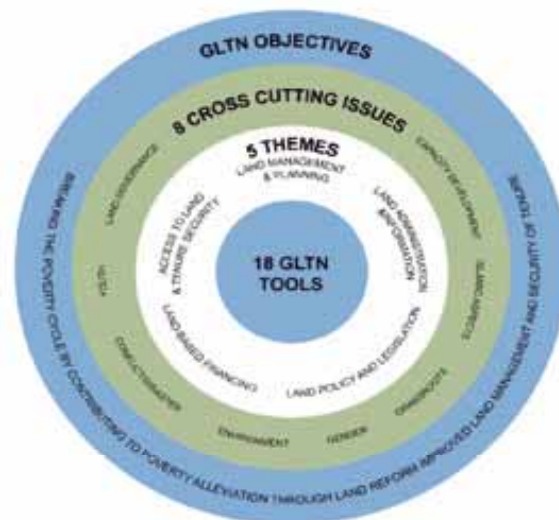 GLTN OBJECTIVES
8 CROSS CUTTING ISSUES
5 THEMES
LAND MANAGEMENT
& PLANNING
LAND ADMINISTRATION
&INFORMATION
LAND POLICY AND LEGISLATION
LAND BASED FINANCING
ACCESS TO LAND
& TENURE SECURITY
18 GLTN
TOOLS
LAND GOVERNANCE
CAPACITY DEVELOPMENT
GRASSROOTS
GENDER
ENVIRONMENT
CONFLICT/DISASTER
BREAKING THE POVERTY CYCLE BY CONTRIBUTING TO POVERTY ALLEVIATION THROUGH LAND REFORM IMPROVED LAND MANAGEMENT AND SECURITY OF TENURE